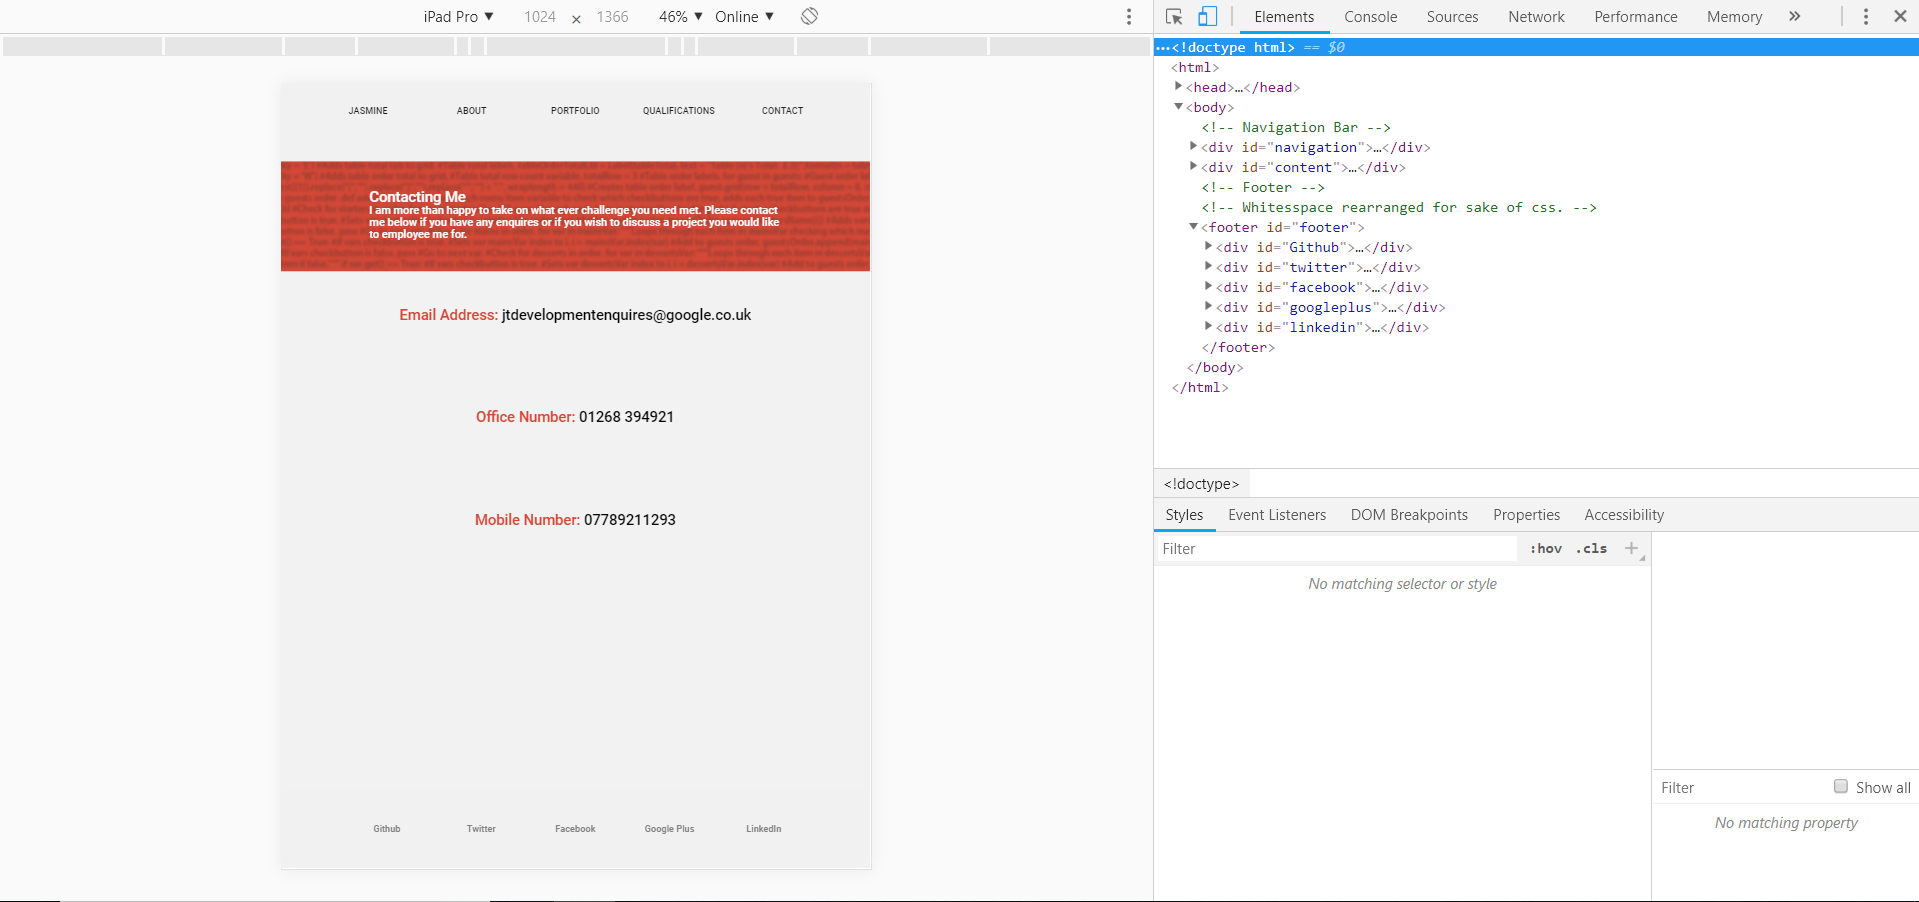 iPad Pro ▼ 1024 × 1366 46% ▼ Online ▼
Elements Console Sources Network Performance Memory »
JASMINE ABOUT PORTFOLIO QUALIFICATIONS CONTACT
Contacting Me
I am more than happy to take on what ever challenge you need met. Please contact
me below if you have any enquires or if you wish to discuss a project you would like
to employee me for.
Email Address: jtdevelopmentenquires@google.co.uk
Office Number: 01268 394921
Mobile Number: 07789211293
Github Twitter Facebook Google Plus LinkedIn
...<!doctype html> == $0
<html>
▶<head>…</head>
▼<body>
<!-- Navigation Bar -->
▶<div id="navigation">…</div>
▶<div id="content">…</div>
<!-- Footer -->
<!-- Whitesspace rearranged for sake of css. -->
▼<footer id="footer">
▶<div id="Github">…</div>
▶<div id="twitter">…</div>
▶<div id="facebook">…</div>
▶<div id="googleplus">…</div>
▶<div id="linkedin">…</div>
</footer>
</body>
</html>
<!doctype>
Styles Event Listeners DOM Breakpoints Properties Accessibility
Filter :hov .cls +
No matching selector or style
Filter Show all
No matching property